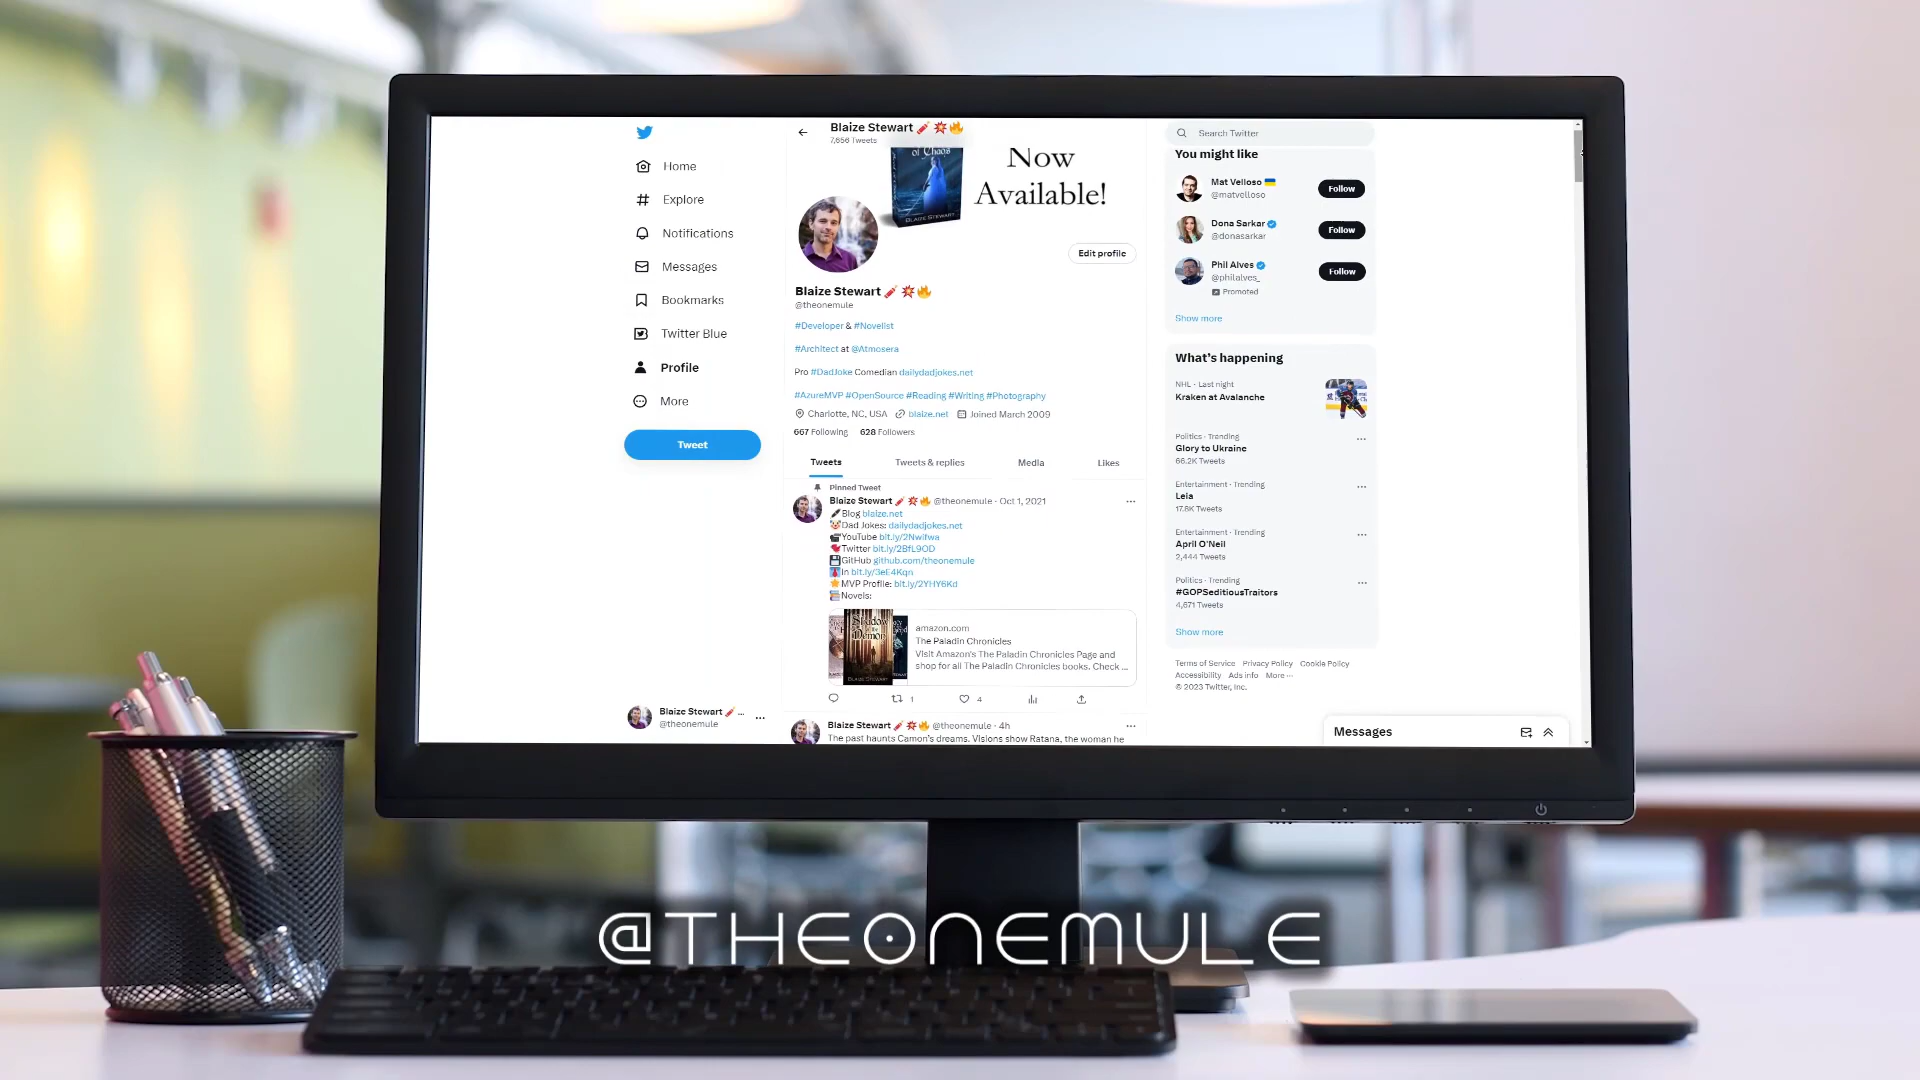 Home
Explore
Notifications
Messages
Bookmarks
Twitter Blue
Profile
More
Tweet
Blaize Stewart ...
@theonemule
Blaize Stewart
7,656 Tweets
of Chaos
BLAIZE STEWART
Now
Available!
Edit profile
Blaize Stewart
@theonemule
#Developer & #Novelist
#Architect at @Atmosera
Pro #DadJoke Comedian dailydadjokes.net
#AzureMVP #OpenSource #Reading #Writing #Photography
Charlotte, NC, USA blaize.net Joined March 2009
667 Following 628 Followers
Tweets Tweets & replies Media Likes
Pinned Tweet
Blaize Stewart @theonemule · Oct 1, 2021
Blog blaize.net
Dad Jokes: dailydadjokes.net
YouTube bit.ly/2Nwifwa
Twitter bit.ly/2BfL9OD
GitHub github.com/theonemule
In bit.ly/3eE4Kqn
MVP Profile: bit.ly/2YHY6Kd
Novels:
Shadow
of the
Demon
BLAIZE STEWART
amazon.com
The Paladin Chronicles
Visit Amazon's The Paladin Chronicles Page and
shop for all The Paladin Chronicles books. Check ...
1 4
Blaize Stewart @theonemule · 4h
The past haunts Camon's dreams. Visions show Ratana, the woman he
Search Twitter
You might like
Mat Velloso
@matvelloso
Follow
Dona Sarkar
@donasarkar
Follow
Phil Alves
@philalves_
Promoted
Follow
Show more
What's happening
NHL · Last night
Kraken at Avalanche
Politics · Trending
Glory to Ukraine
66.2K Tweets
Entertainment · Trending
Leia
17.8K Tweets
Entertainment · Trending
April O'Neil
2,444 Tweets
Politics · Trending
#GOPSeditiousTraitors
4,671 Tweets
Show more
Terms of Service Privacy Policy Cookie Policy
Accessibility Ads info More ...
© 2023 Twitter, Inc.
Messages
@THEONEMULE